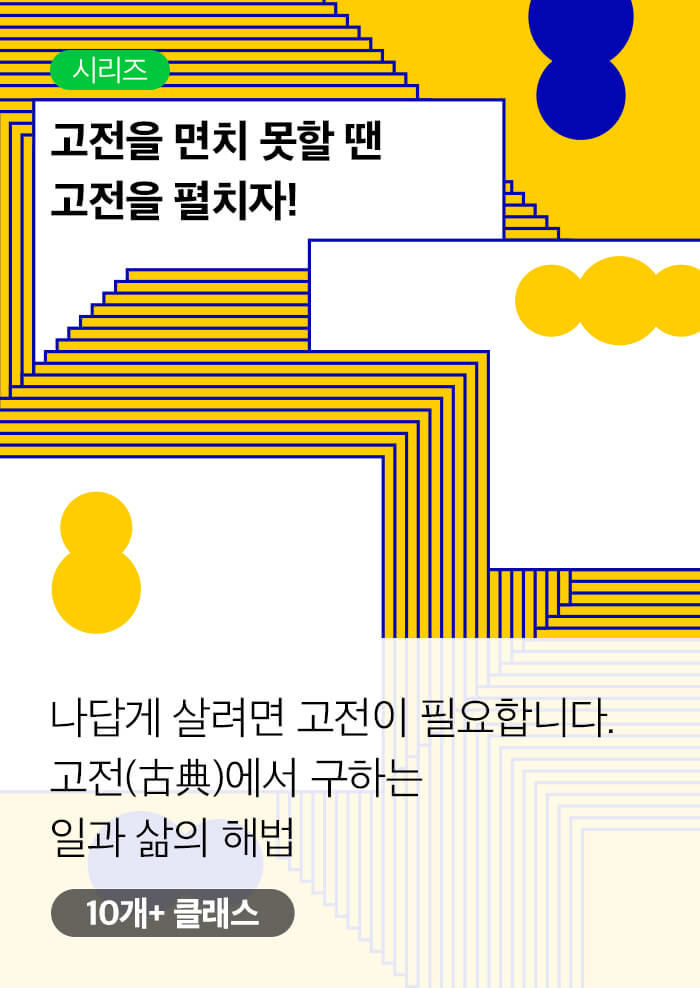 시리즈
고전을 면치 못할 땐
고전을 펼치자!
나답게 살려면 고전이 필요합니다.
고전(古典)에서 구하는
일과 삶의 해법
10개+ 클래스